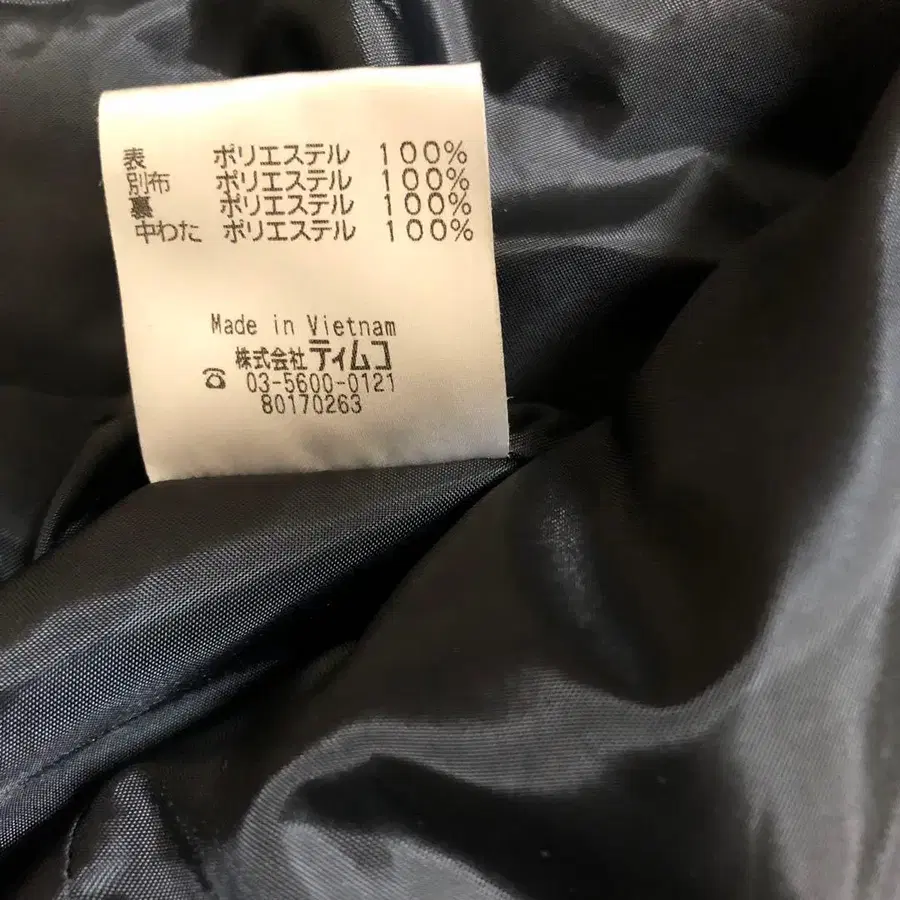 表 ポリエステル 100%
別布 ポリエステル 100%
裏 ポリエステル 100%
中わた ポリエステル 100%
Made in Vietnam
株式会社 ティムコ
☎ 03-5600-0121
80170263